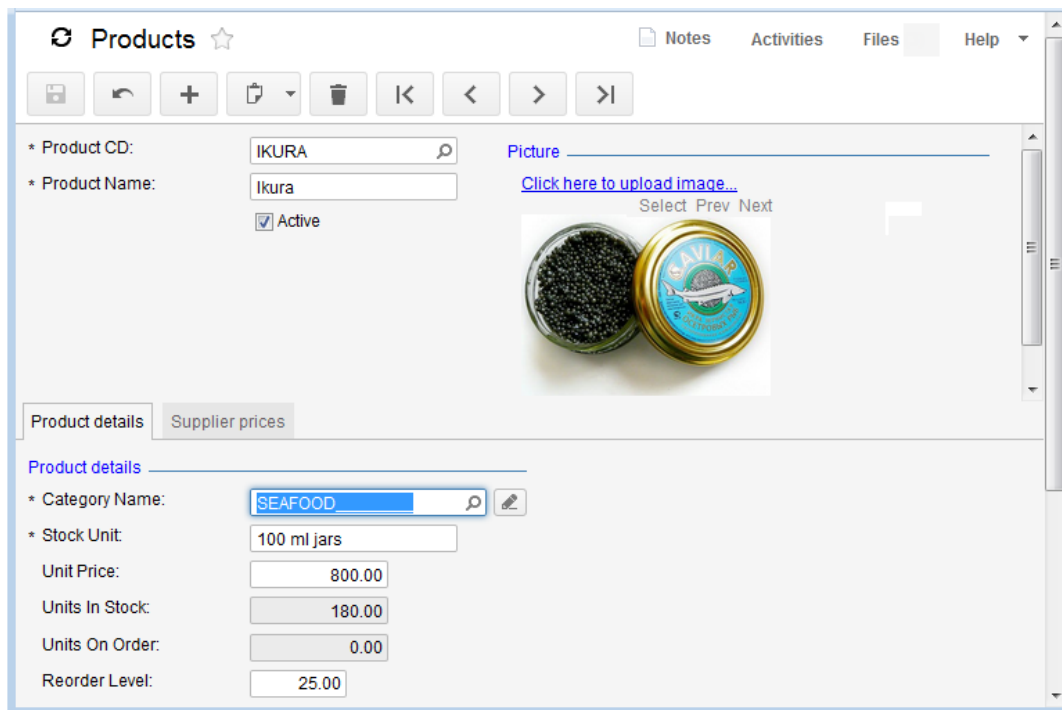 Products Notes Activities Files Help
* Product CD: IKURA
Picture
* Product Name: Ikura
Click here to upload image...
Select Prev Next
Active
CAVIAR
ОСЕТРОВЫХ РЫБ
Product details Supplier prices
Product details
* Category Name: SEAFOOD
* Stock Unit: 100 ml jars
Unit Price: 800.00
Units In Stock: 180.00
Units On Order: 0.00
Reorder Level: 25.00